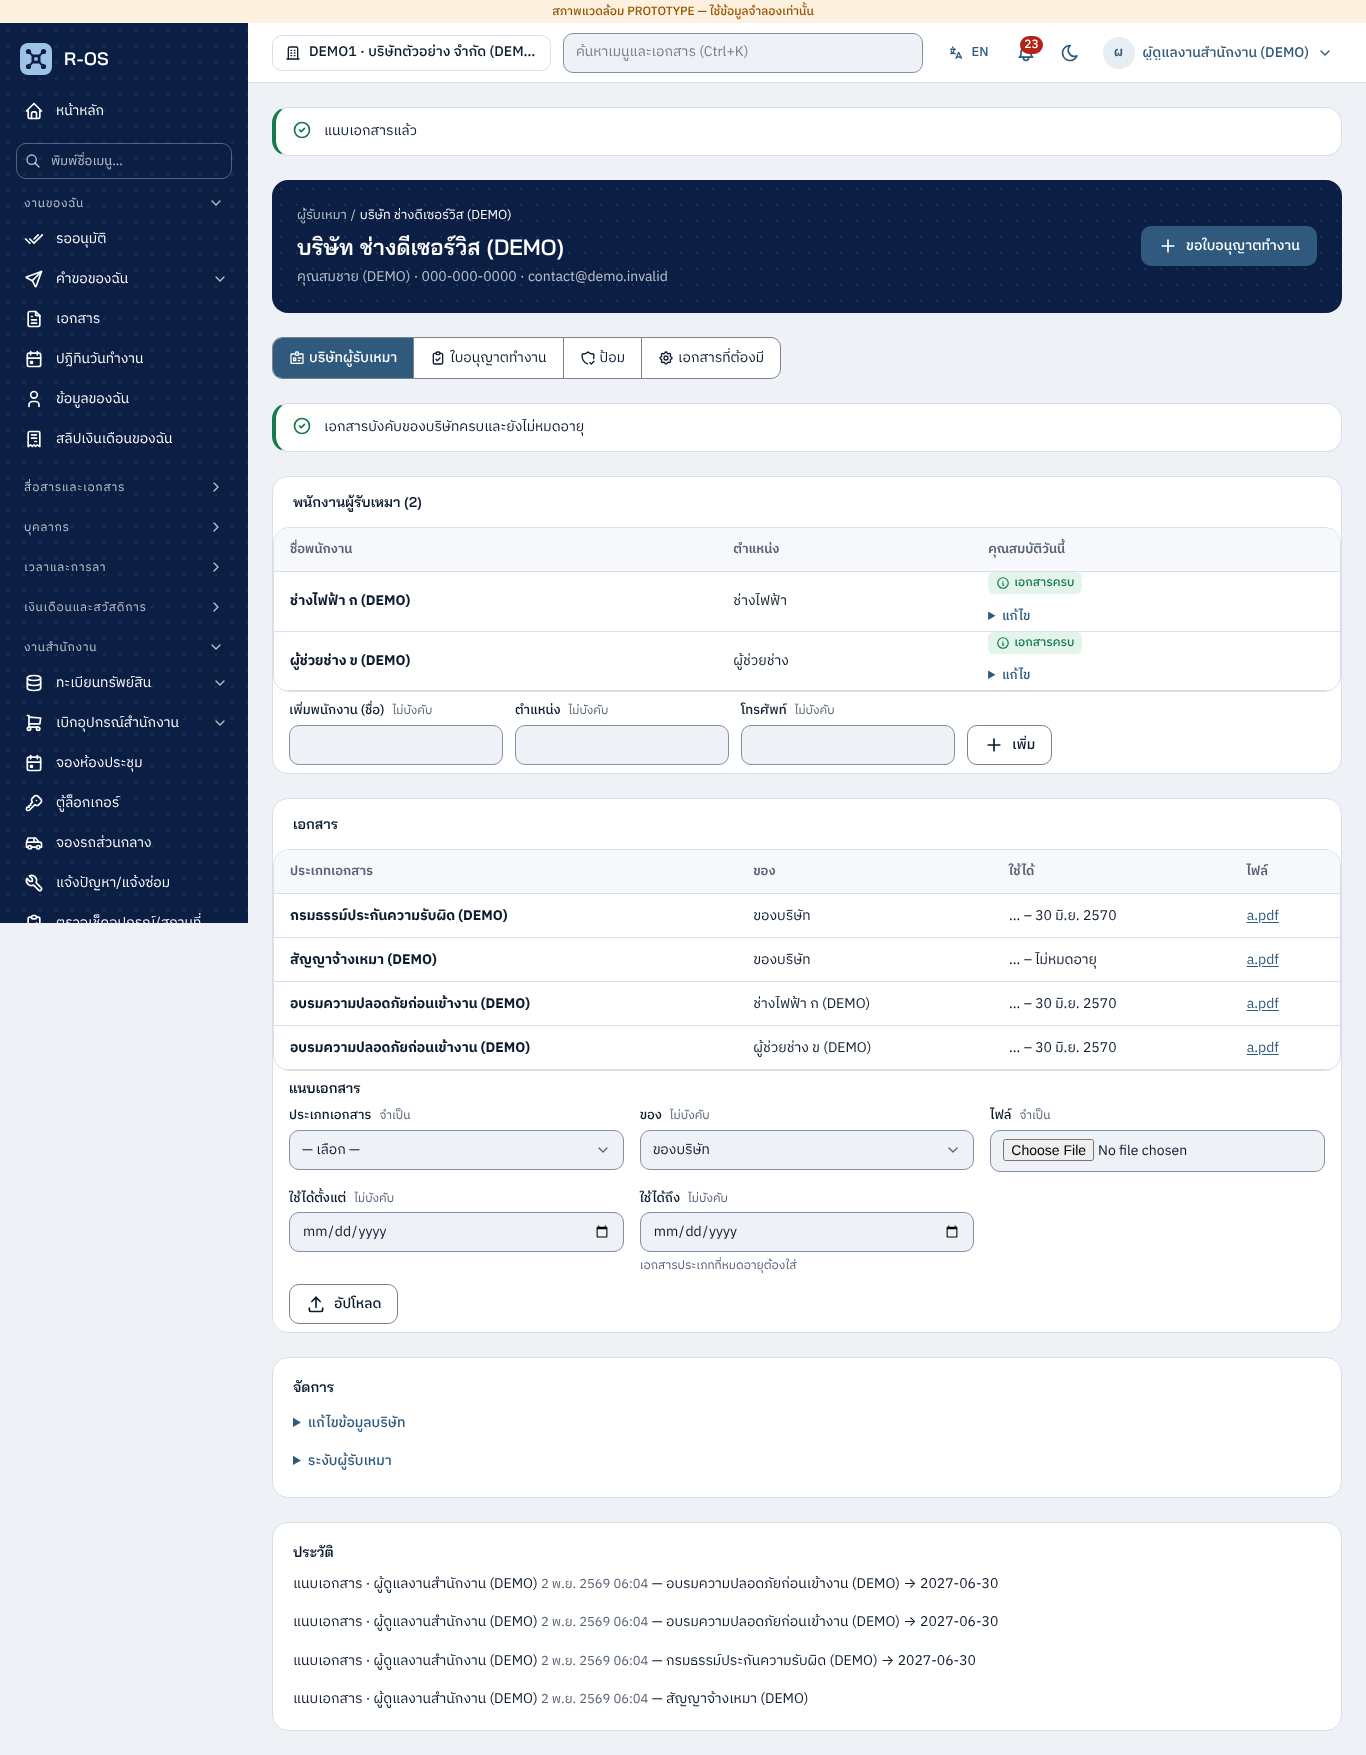 สภาพแวดล้อม PROTOTYPE — ใช้ข้อมูลจำลองเท่านั้น
R-OS
หน้าหลัก
พิมพ์ชื่อเมนู...
งานของฉัน
รออนุมัติ
คำขอของฉัน
เอกสาร
ปฏิทินวันทำงาน
ข้อมูลของฉัน
สลิปเงินเดือนของฉัน
สื่อสารและเอกสาร
บุคลากร
เวลาและการลา
เงินเดือนและสวัสดิการ
งานสำนักงาน
ทะเบียนทรัพย์สิน
เบิกอุปกรณ์สำนักงาน
จองห้องประชุม
ตู้ล็อกเกอร์
จองรถส่วนกลาง
แจ้งปัญหา/แจ้งซ่อม
ตรวจเช็คอุปกรณ์/สถานที่
DEMO1 · บริษัทตัวอย่าง จำกัด (DEM...
ค้นหาเมนูและเอกสาร (Ctrl+K)
EN
23
ผ
ผู้ดูแลงานสำนักงาน (DEMO)
แนบเอกสารแล้ว
ผู้รับเหมา / บริษัท ช่างดีเซอร์วิส (DEMO)
บริษัท ช่างดีเซอร์วิส (DEMO)
คุณสมชาย (DEMO) · 000-000-0000 · contact@demo.invalid
ขอใบอนุญาตทำงาน
บริษัทผู้รับเหมา
ใบอนุญาตทำงาน
ป้อม
เอกสารที่ต้องมี
เอกสารบังคับของบริษัทครบและยังไม่หมดอายุ
พนักงานผู้รับเหมา (2)
ชื่อพนักงาน ตำแหน่ง คุณสมบัติวันนี้
ช่างไฟฟ้า ก (DEMO) ช่างไฟฟ้า เอกสารครบ
แก้ไข
ผู้ช่วยช่าง ข (DEMO) ผู้ช่วยช่าง เอกสารครบ
แก้ไข
เพิ่มพนักงาน (ชื่อ) ไม่บังคับ ตำแหน่ง ไม่บังคับ โทรศัพท์ ไม่บังคับ
เพิ่ม
เอกสาร
ประเภทเอกสาร ของ ใช้ได้ ไฟล์
กรมธรรม์ประกันความรับผิด (DEMO) ของบริษัท ... – 30 มิ.ย. 2570 a.pdf
สัญญาจ้างเหมา (DEMO) ของบริษัท ... – ไม่หมดอายุ a.pdf
อบรมความปลอดภัยก่อนเข้างาน (DEMO) ช่างไฟฟ้า ก (DEMO) ... – 30 มิ.ย. 2570 a.pdf
อบรมความปลอดภัยก่อนเข้างาน (DEMO) ผู้ช่วยช่าง ข (DEMO) ... – 30 มิ.ย. 2570 a.pdf
แนบเอกสาร
ประเภทเอกสาร จำเป็น ของ ไม่บังคับ ไฟล์ จำเป็น
— เลือก — ของบริษัท Choose File No file chosen
ใช้ได้ตั้งแต่ ไม่บังคับ ใช้ได้ถึง ไม่บังคับ
mm/dd/yyyy mm/dd/yyyy
เอกสารประเภทที่หมดอายุต้องใส่
อัปโหลด
จัดการ
แก้ไขข้อมูลบริษัท
ระงับผู้รับเหมา
ประวัติ
แนบเอกสาร · ผู้ดูแลงานสำนักงาน (DEMO) 2 พ.ย. 2569 06:04 — อบรมความปลอดภัยก่อนเข้างาน (DEMO) → 2027-06-30
แนบเอกสาร · ผู้ดูแลงานสำนักงาน (DEMO) 2 พ.ย. 2569 06:04 — อบรมความปลอดภัยก่อนเข้างาน (DEMO) → 2027-06-30
แนบเอกสาร · ผู้ดูแลงานสำนักงาน (DEMO) 2 พ.ย. 2569 06:04 — กรมธรรม์ประกันความรับผิด (DEMO) → 2027-06-30
แนบเอกสาร · ผู้ดูแลงานสำนักงาน (DEMO) 2 พ.ย. 2569 06:04 — สัญญาจ้างเหมา (DEMO)